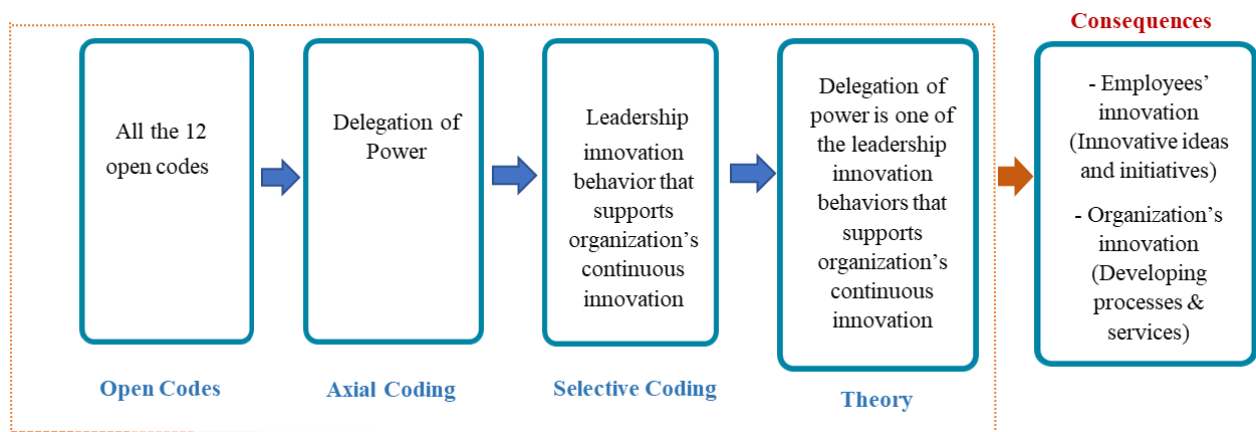 Consequences
All the 12
open codes
Delegation of
Power
Leadership
innovation
behavior that
supports
organization’s
continuous
innovation
Delegation of
power is one of
the leadership
innovation
behaviors that
supports
organization’s
continuous
innovation
- Employees’
innovation
(Innovative ideas
and initiatives)
- Organization’s
innovation
(Developing
processes &
services)
Open Codes
Axial Coding
Selective Coding
Theory